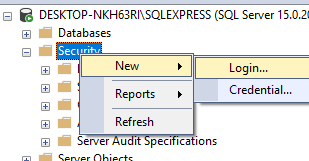 DESKTOP-NKH63RI\SQLEXPRESS (SQL Server 15.0.20
Databases
Security
New
Login...
Credential...
Reports
Refresh
Server Audit Specifications
Server Objects